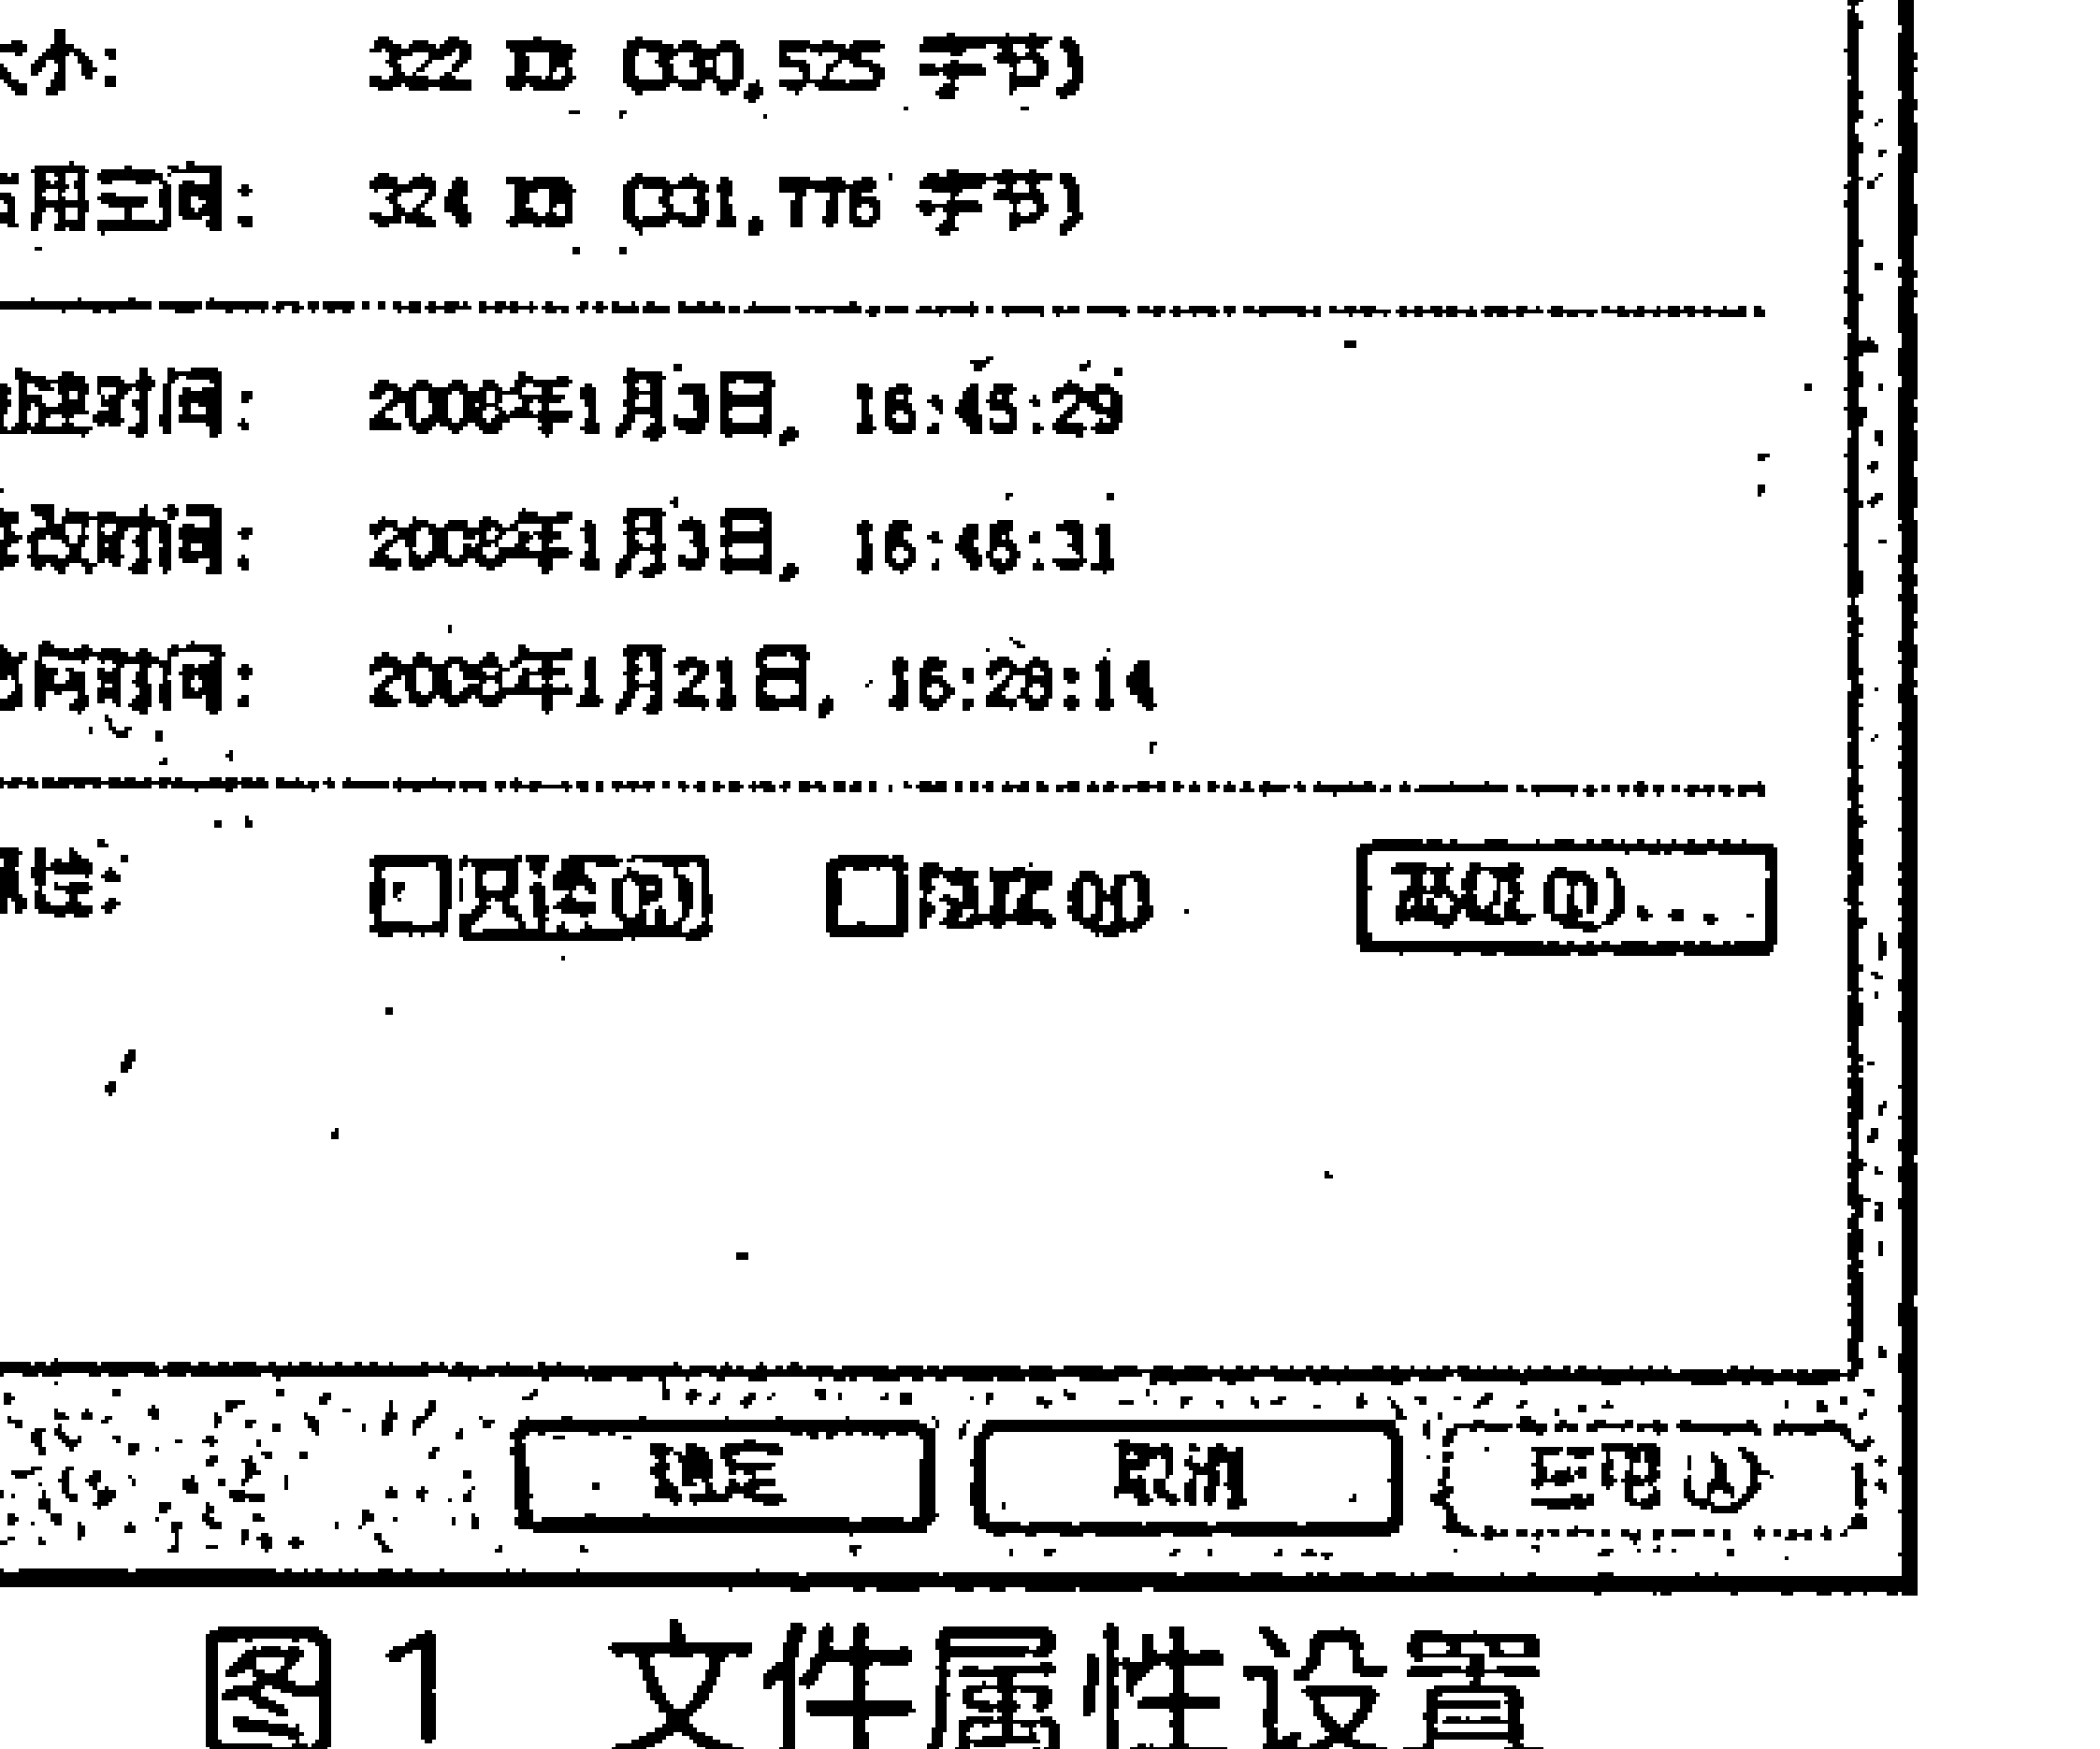 大小: 322 KB (330,525 字节)
占用空间: 324 KB (331,776 字节)
创建时间: 2008年1月3日, 16:45:29
修改时间: 2008年1月3日, 16:46:31
访问时间: 2008年1月21日, 16:28:14
属性: 只读(R) 隐藏(H) 高级(D)...
确定 取消 应用(A)
图1 文件属性设置